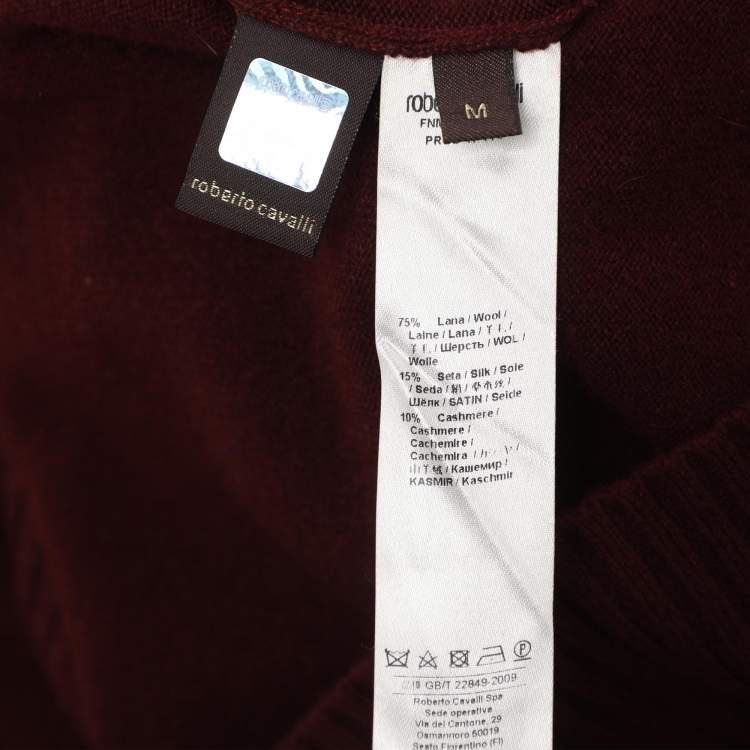 roberto cavalli
M
75% Lana / Wool /
Laine / Lana /
/ Шерсть / WOL /
Wolle
15% Seta / Silk / Soie
/ Seda /
Шёлк / SATIN / Seide
10% Cashmere /
Cashmere /
Cachemire /
Cachemira /
/ Кашемир /
KASMIR / Kaschmir
P
GB/T 22849-2009
Roberto Cavalli Spa
Sede operative
Via del Cantone, 29
Osmannoro 50019
Sesto Fiorentino (FI)